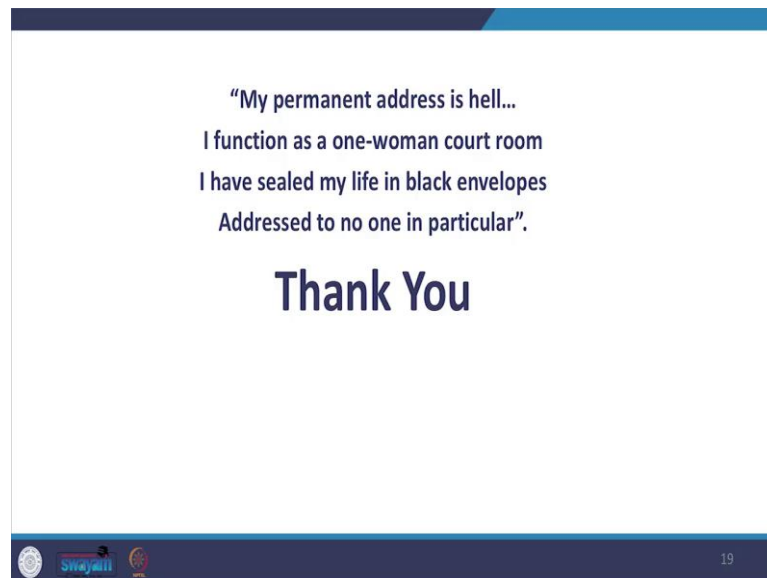 “My permanent address is hell…
I function as a one-woman court room
I have sealed my life in black envelopes
Addressed to no one in particular”.
Thank You
swayam
19